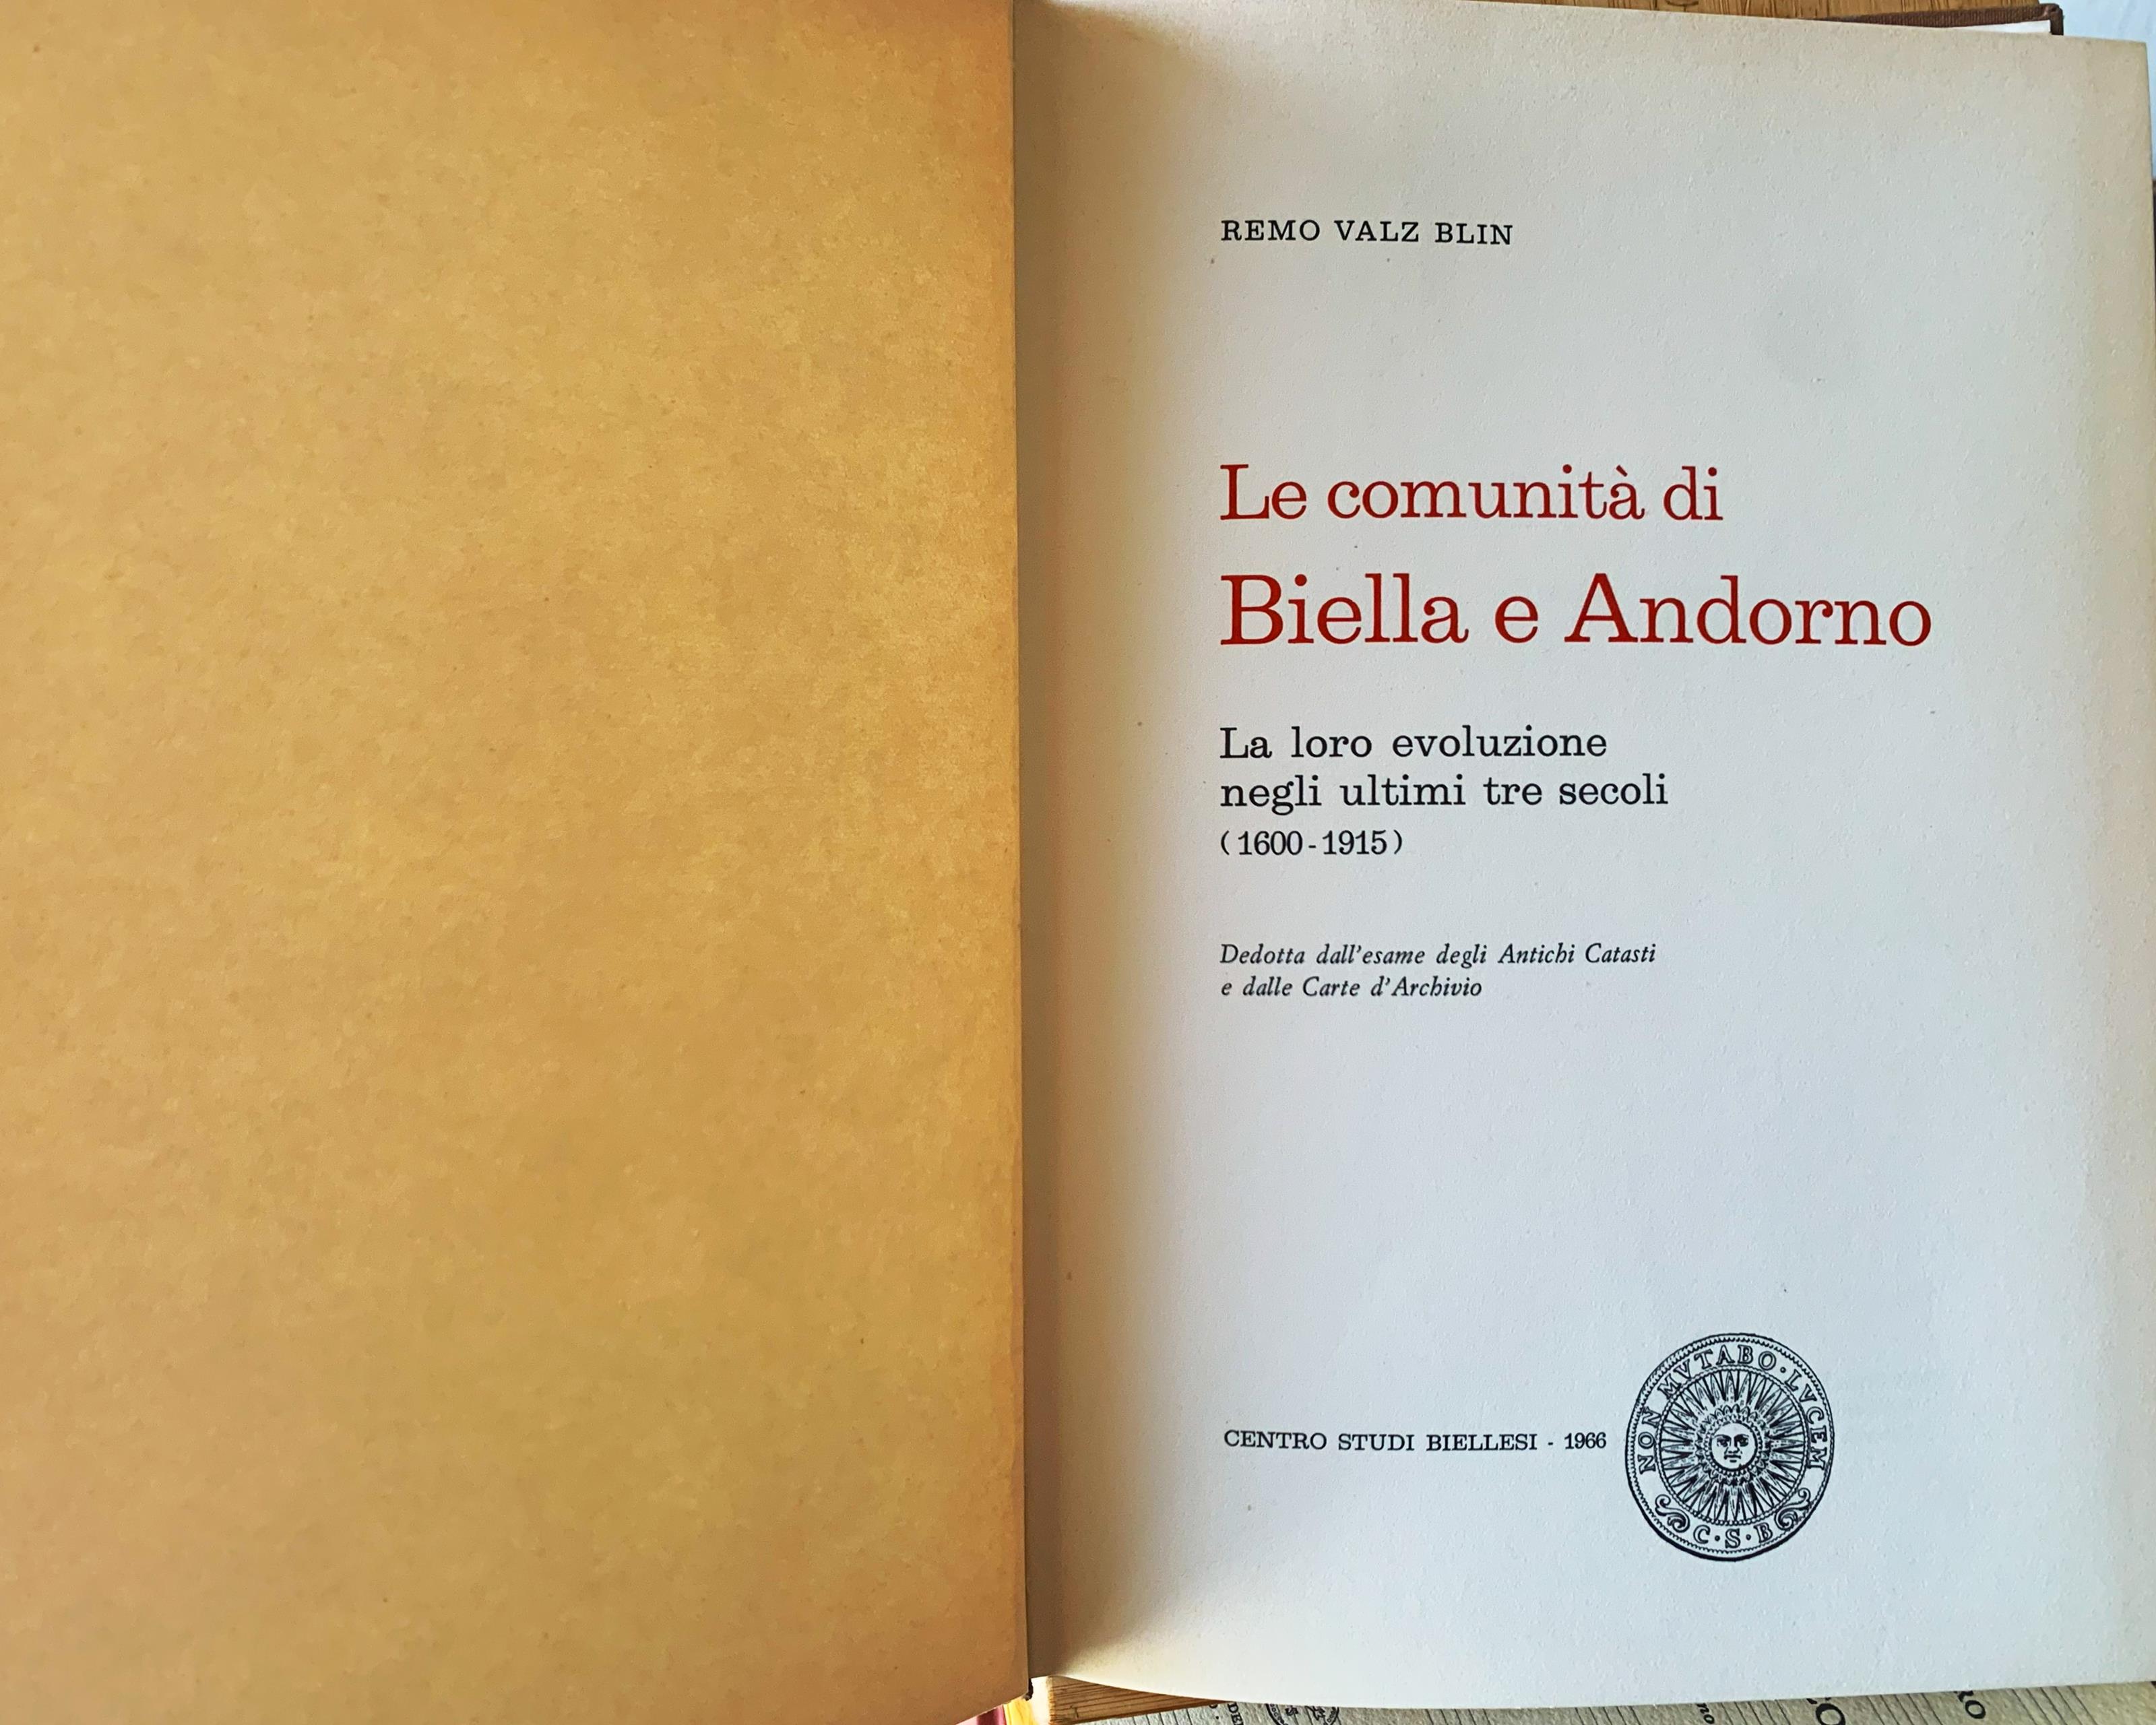 REMO VALZ BLIN
Le comunità di
Biella e Andorno
La loro evoluzione
negli ultimi tre secoli
(1600-1915)
Dedotta dall'esame degli Antichi Catasti
e dalle Carte d'Archivio
CENTRO STUDI BIELLESI - 1966
NON MVTABO · LVCEM
C·S·B